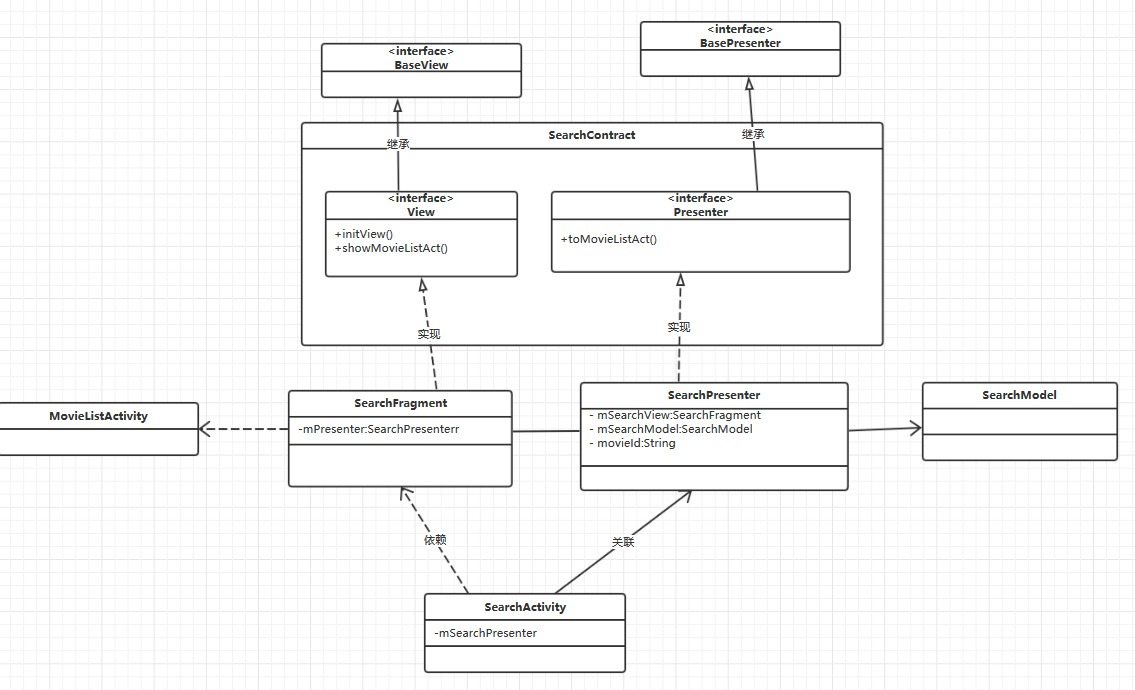 <interface>
BasePresenter
<interface>
BaseView
SearchContract
继承
继承
<interface>
View
+initView()
+showMovieListAct()
<interface>
Presenter
+toMovieListAct()
实现
实现
MovieListActivity
SearchFragment
-mPresenter:SearchPresenterr
SearchPresenter
- mSearchView:SearchFragment
- mSearchModel:SearchModel
- movieId:String
SearchModel
依赖
关联
SearchActivity
-mSearchPresenter